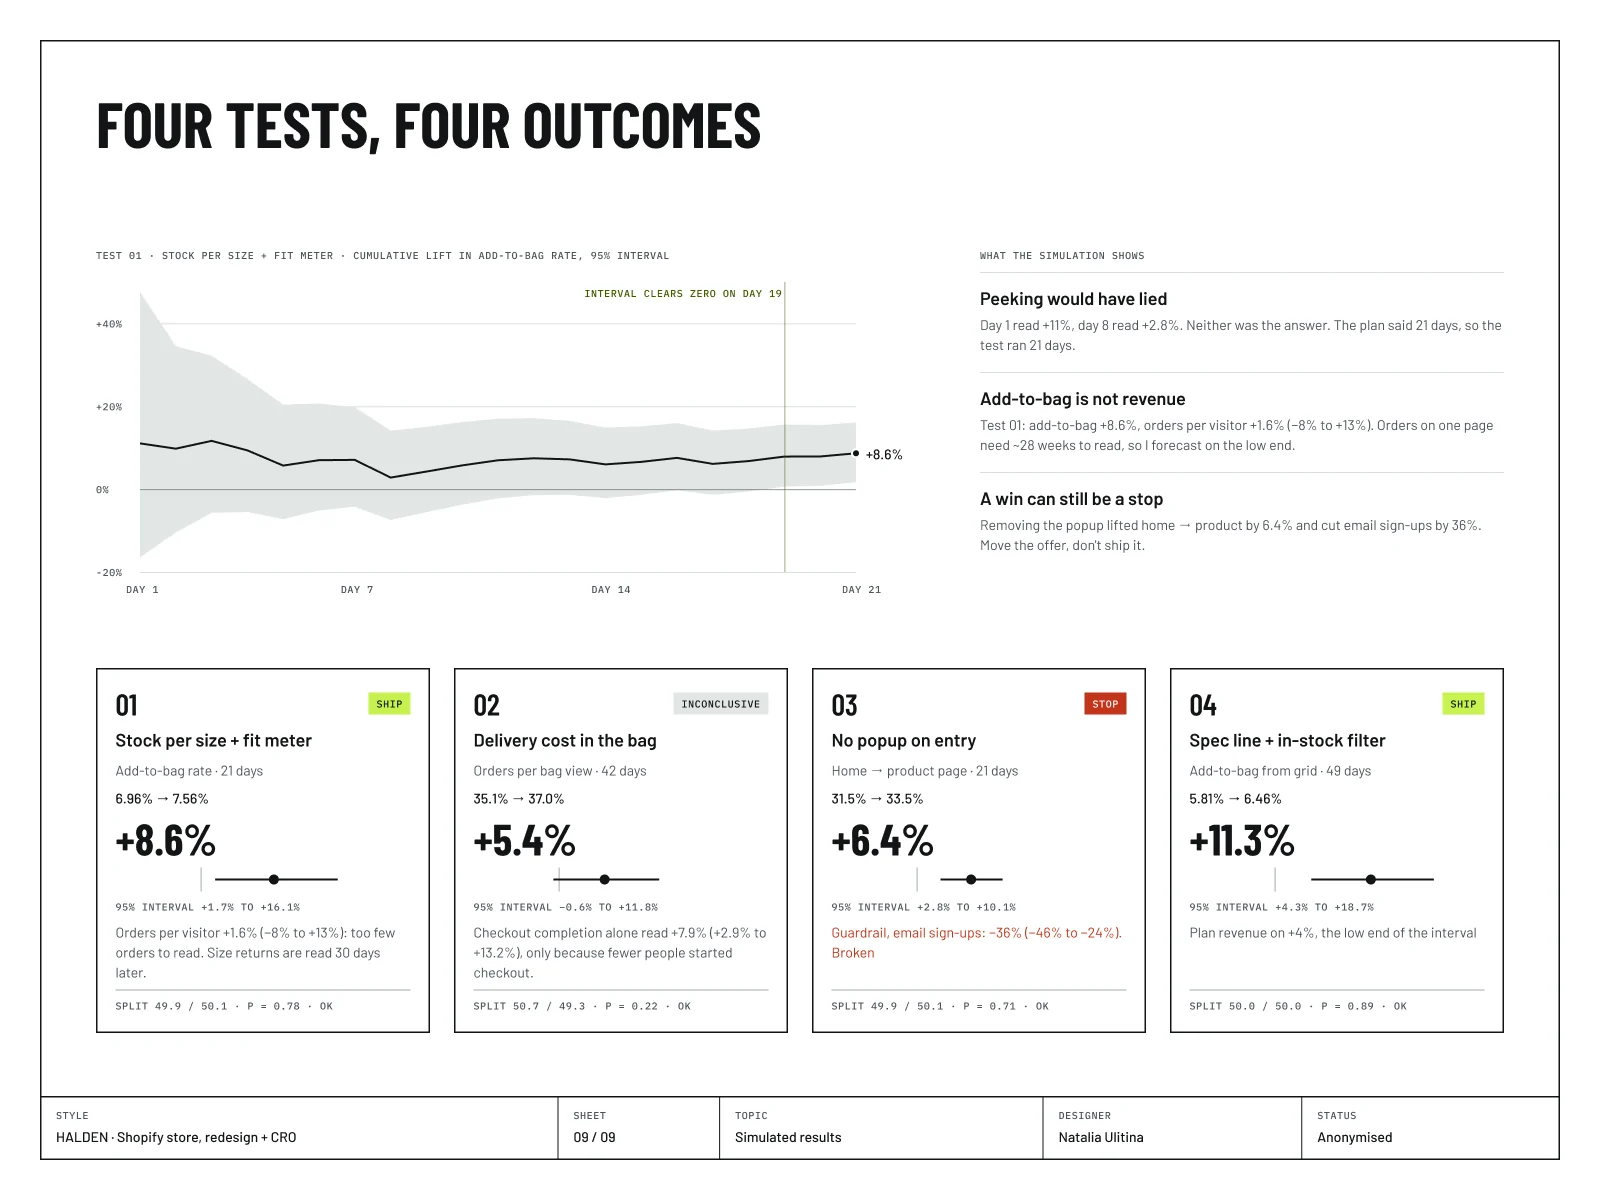 FOUR TESTS, FOUR OUTCOMES
TEST 01 · STOCK PER SIZE + FIT METER · CUMULATIVE LIFT IN ADD-TO-BAG RATE, 95% INTERVAL
INTERVAL CLEARS ZERO ON DAY 19
+40%
+20%
0%
-20%
+8.6%
DAY 1
DAY 7
DAY 14
DAY 21
WHAT THE SIMULATION SHOWS
Peeking would have lied
Day 1 read +11%, day 8 read +2.8%. Neither was the answer. The plan said 21 days, so the
test ran 21 days.
Add-to-bag is not revenue
Test 01: add-to-bag +8.6%, orders per visitor +1.6% (−8% to +13%). Orders on one page
need ~28 weeks to read, so I forecast on the low end.
A win can still be a stop
Removing the popup lifted home → product by 6.4% and cut email sign-ups by 36%.
Move the offer, don't ship it.
01
SHIP
Stock per size + fit meter
Add-to-bag rate · 21 days
6.96% → 7.56%
+8.6%
95% INTERVAL +1.7% TO +16.1%
Orders per visitor +1.6% (−8% to +13%): too few
orders to read. Size returns are read 30 days
later.
SPLIT 49.9 / 50.1 · P = 0.78 · OK
02
INCONCLUSIVE
Delivery cost in the bag
Orders per bag view · 42 days
35.1% → 37.0%
+5.4%
95% INTERVAL −0.6% TO +11.8%
Checkout completion alone read +7.9% (+2.9% to
+13.2%), only because fewer people started
checkout.
SPLIT 50.7 / 49.3 · P = 0.22 · OK
03
STOP
No popup on entry
Home → product page · 21 days
31.5% → 33.5%
+6.4%
95% INTERVAL +2.8% TO +10.1%
Guardrail, email sign-ups: −36% (−46% to −24%).
Broken
SPLIT 49.9 / 50.1 · P = 0.71 · OK
04
SHIP
Spec line + in-stock filter
Add-to-bag from grid · 49 days
5.81% → 6.46%
+11.3%
95% INTERVAL +4.3% TO +18.7%
Plan revenue on +4%, the low end of the interval
SPLIT 50.0 / 50.0 · P = 0.89 · OK
STYLE
HALDEN · Shopify store, redesign + CRO
SHEET
09 / 09
TOPIC
Simulated results
DESIGNER
Natalia Ulitina
STATUS
Anonymised